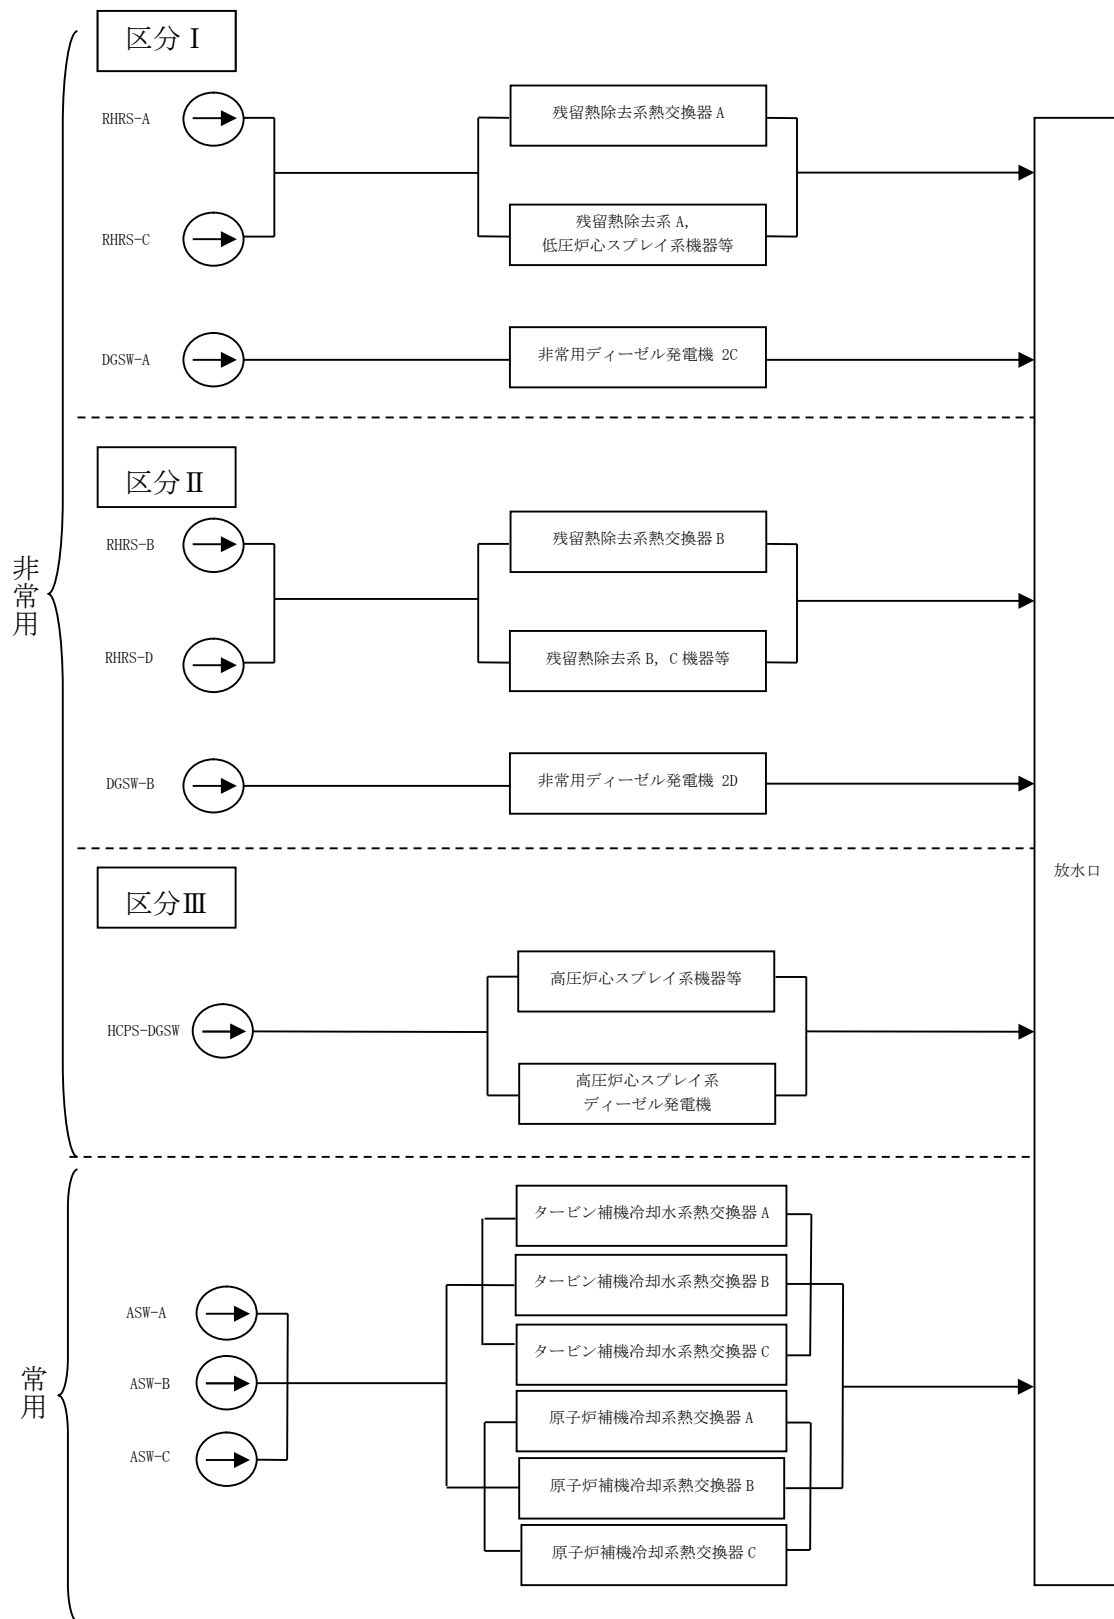 非常用
区分Ⅰ
RHRS-A
残留熱除去系熱交換器 A
RHRS-C
残留熱除去系 A,
低圧炉心スプレイ系機器等
DGSW-A
非常用ディーゼル発電機 2C
区分Ⅱ
RHRS-B
残留熱除去系熱交換器 B
RHRS-D
残留熱除去系 B, C 機器等
DGSW-B
非常用ディーゼル発電機 2D
放水口
区分Ⅲ
高圧炉心スプレイ系機器等
HCPS-DGSW
高圧炉心スプレイ系
ディーゼル発電機
常用
タービン補機冷却水系熱交換器 A
タービン補機冷却水系熱交換器 B
ASW-A
タービン補機冷却水系熱交換器 C
ASW-B
原子炉補機冷却系熱交換器 A
ASW-C
原子炉補機冷却系熱交換器 B
原子炉補機冷却系熱交換器 C